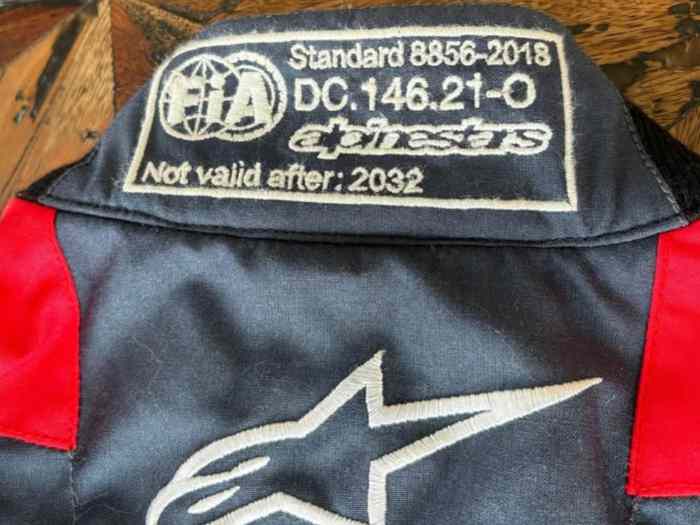 FiA
Standard 8856-2018
DC.146.21-O
alpinestars
Not valid after: 2032